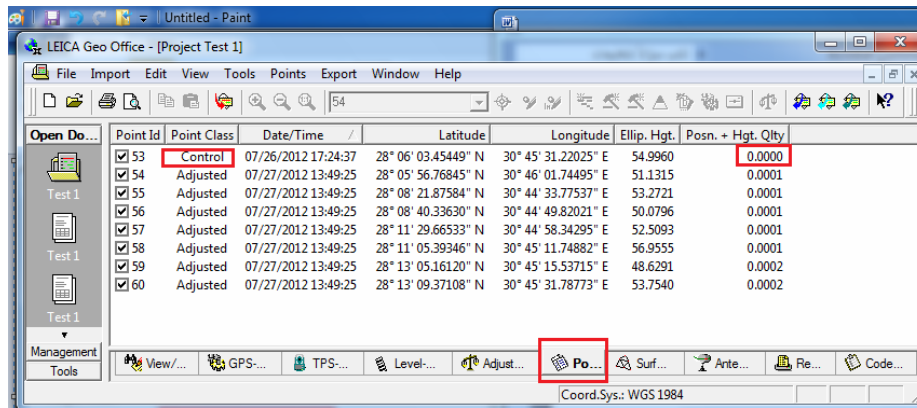 Untitled - Paint
LEICA Geo Office - [Project Test 1]
File Import Edit View Tools Points Export Window Help
54
Open Do... Point Id Point Class Date/Time / Latitude Longitude Ellip. Hgt. Posn. + Hgt. Qlty
53 Control 07/26/2012 17:24:37 28° 06' 03.45449" N 30° 45' 31.22025" E 54.9960 0.0000
54 Adjusted 07/27/2012 13:49:25 28° 05' 56.76845" N 30° 46' 01.74495" E 51.1315 0.0001
Test 1 55 Adjusted 07/27/2012 13:49:25 28° 08' 21.87584" N 30° 44' 33.77537" E 53.2721 0.0001
56 Adjusted 07/27/2012 13:49:25 28° 08' 40.33630" N 30° 44' 49.82021" E 50.0796 0.0001
57 Adjusted 07/27/2012 13:49:25 28° 11' 29.66533" N 30° 44' 58.34295" E 52.5093 0.0001
Test 1 58 Adjusted 07/27/2012 13:49:25 28° 11' 05.39346" N 30° 45' 11.74882" E 56.9555 0.0001
59 Adjusted 07/27/2012 13:49:25 28° 13' 05.16120" N 30° 45' 15.53715" E 48.6291 0.0002
60 Adjusted 07/27/2012 13:49:25 28° 13' 09.37108" N 30° 45' 31.78773" E 53.7540 0.0002
Test 1
Management
Tools
View/... GPS-... TPS-... Level-... Adjust... Po... Surf... Ante... Re... Code...
Coord.Sys.: WGS 1984